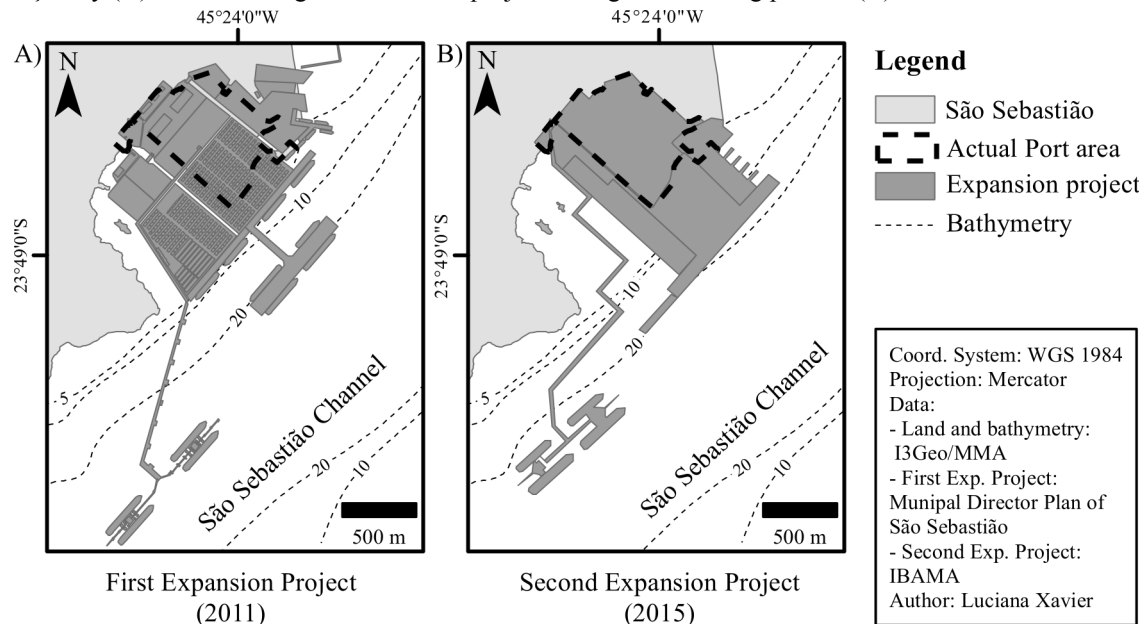 45°24'0"W
45°24'0"W
A)
N
23°49'0"S
10
20
5
20
10
São Sebastião Channel
500 m
First Expansion Project
(2011)
B)
N
23°49'0"S
10
20
5
20
10
São Sebastião Channel
500 m
Second Expansion Project
(2015)
Legend
São Sebastião
Actual Port area
Expansion project
Bathymetry
Coord. System: WGS 1984
Projection: Mercator
Data:
- Land and bathymetry:
I3Geo/MMA
- First Exp. Project:
Munipal Director Plan of
São Sebastião
- Second Exp. Project:
IBAMA
Author: Luciana Xavier